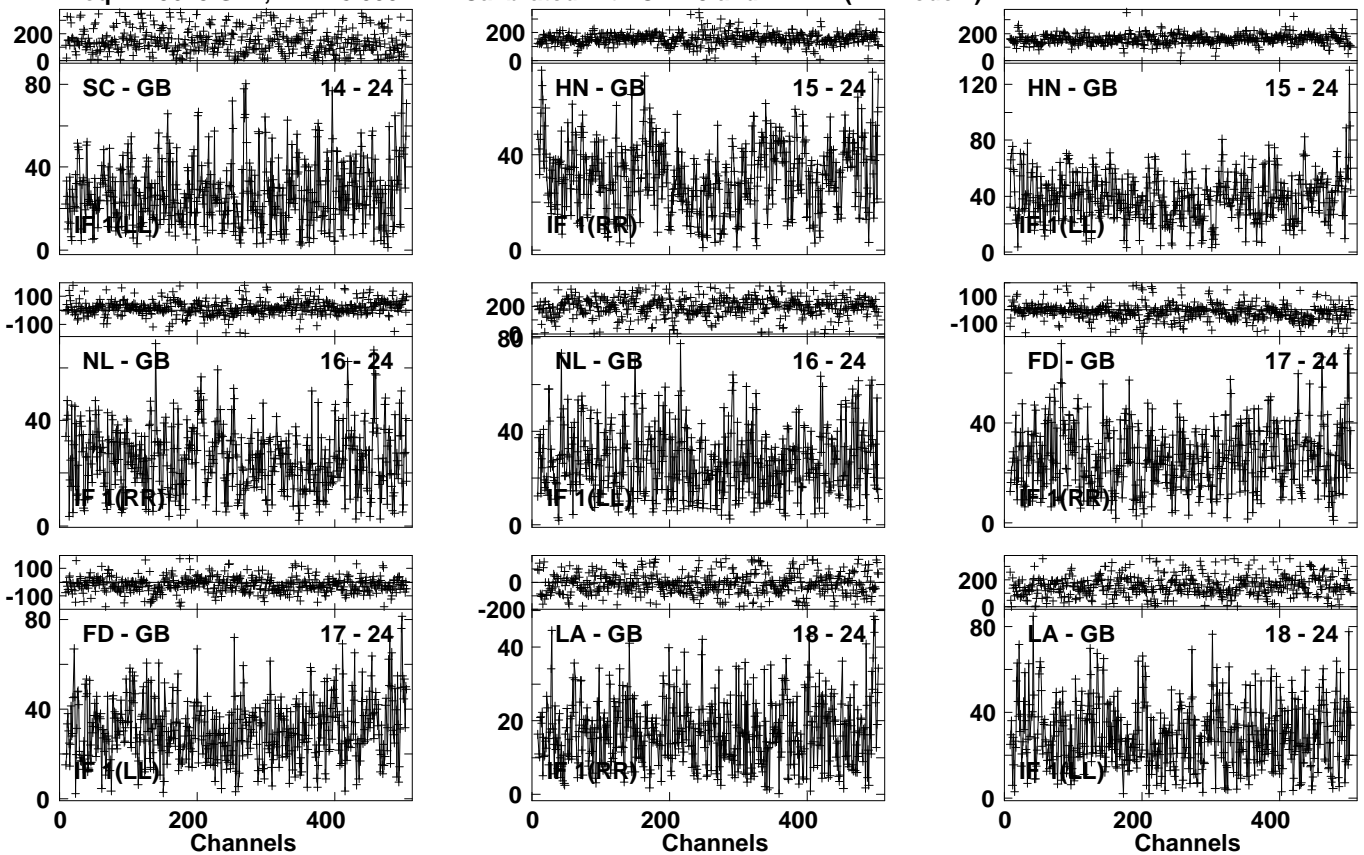 200
0
80
SC - GB 14 - 24
40
IF 1(LL)
0
200
0
HN - GB 15 - 24
40
IF 1(RR)
0
200
0
120
HN - GB 15 - 24
80
40
IF 1(LL)
0
100
-100
NL - GB 16 - 24
40
IF 1(RR)
0
200
0
80
NL - GB 16 - 24
40
IF 1(LL)
0
100
-100
FD - GB 17 - 24
40
IF 1(RR)
0
100
-100
80
FD - GB 17 - 24
40
IF 1(LL)
0
0 200 400
Channels
0
-200
LA - GB 18 - 24
40
20
IF 1(RR)
0
0 200 400
Channels
200
0
80
LA - GB 18 - 24
40
IF 1(LL)
0
0 200 400
Channels